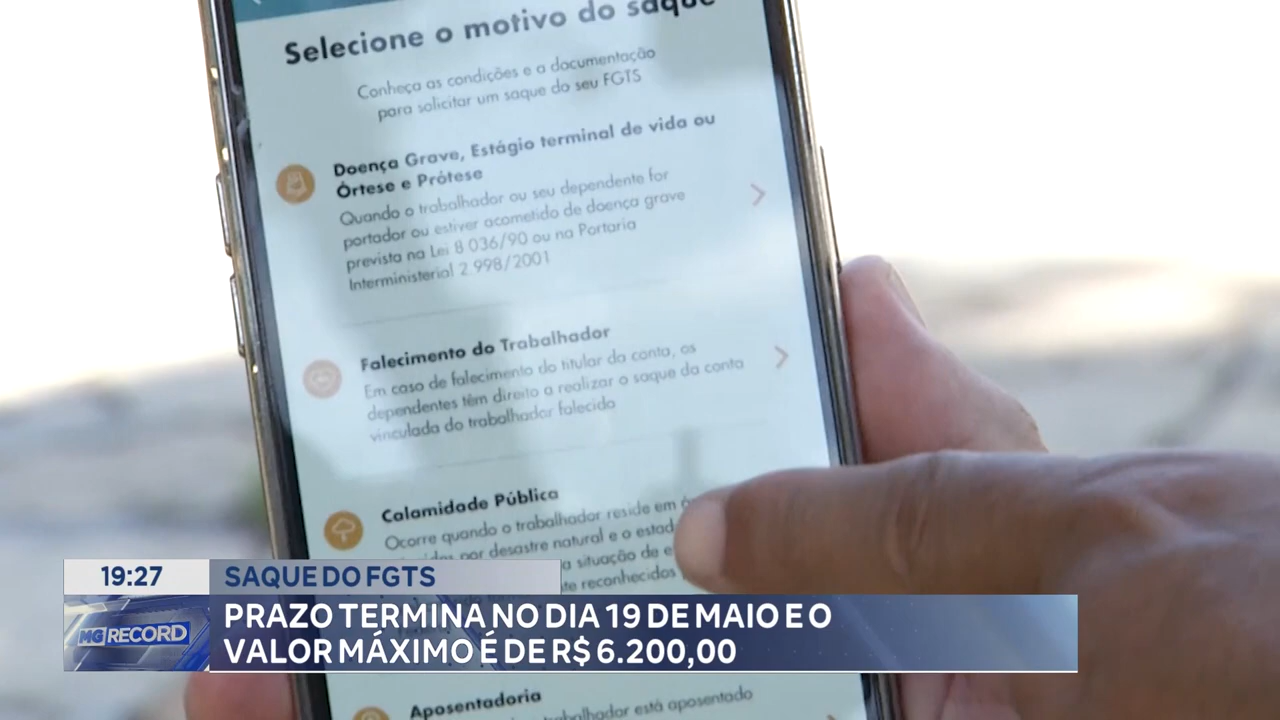 Selecione o motivo do saque
Conheça as condições e a documentação
para solicitar um saque do seu FGTS
Doença Grave, Estágio terminal de vida ou
Órtese e Prótese
Quando o trabalhador ou seu dependente for
portador ou estiver acometido de doença grave
prevista na Lei 8.036/90 ou na Portaria
Interministerial 2.998/2001
Falecimento do Trabalhador
Em caso de falecimento do titular da conta, os
dependentes têm direito a realizar o saque da conta
vinculada do trabalhador falecido
Calamidade Pública
Ocorre quando o trabalhador reside em
por desastre natural e o
situação de
reconhecidos
19:27
SAQUE DO FGTS
MG RECORD
PRAZO TERMINA NO DIA 19 DE MAIO E O
VALOR MÁXIMO É DE R$ 6.200,00
Aposentadoria
trabalhador está aposentado